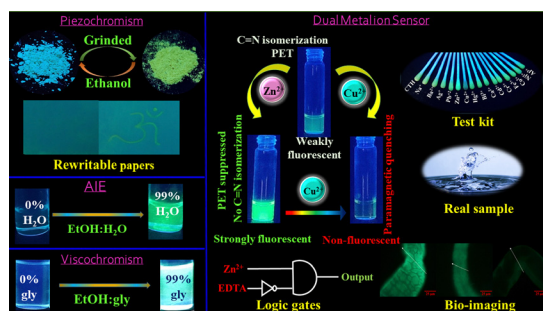 Piezochromism
Grinded
Ethanol
ॐ
Rewritable papers
AIE
0%
H₂O
EtOH:H₂O
99%
H₂O
Viscochromism
0%
gly
EtOH:gly
99%
gly
Dual Metalion Sensor
C=N isomerization
PET
Zn²⁺
Cu²⁺
Weakly
fluorescent
PET suppressed
No C=N isomerization
Paramagnetic quenching
Cu²⁺
Strongly fluorescent
Non-fluorescent
Zn²⁺
EDTA
Output
Logic gates
Test kit
Real sample
Bio-imaging